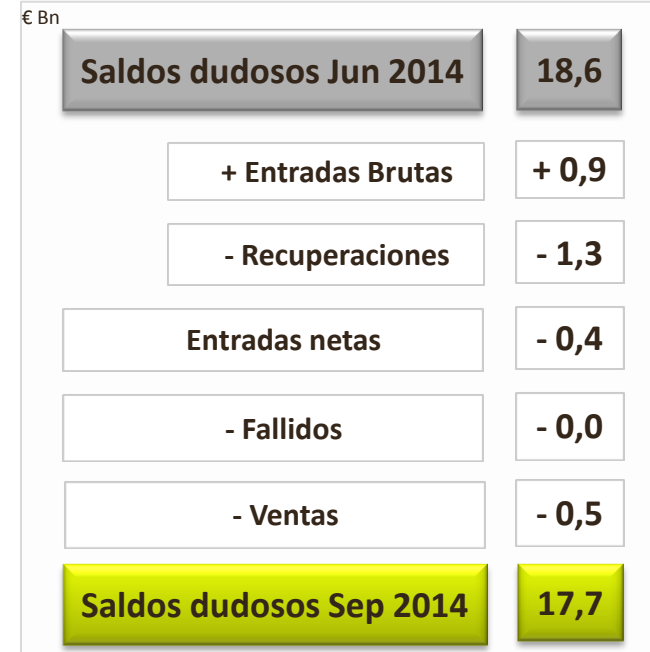 € Bn
Saldos dudosos Jun 2014 18,6
+ Entradas Brutas + 0,9
- Recuperaciones - 1,3
Entradas netas - 0,4
- Fallidos - 0,0
- Ventas - 0,5
Saldos dudosos Sep 2014 17,7